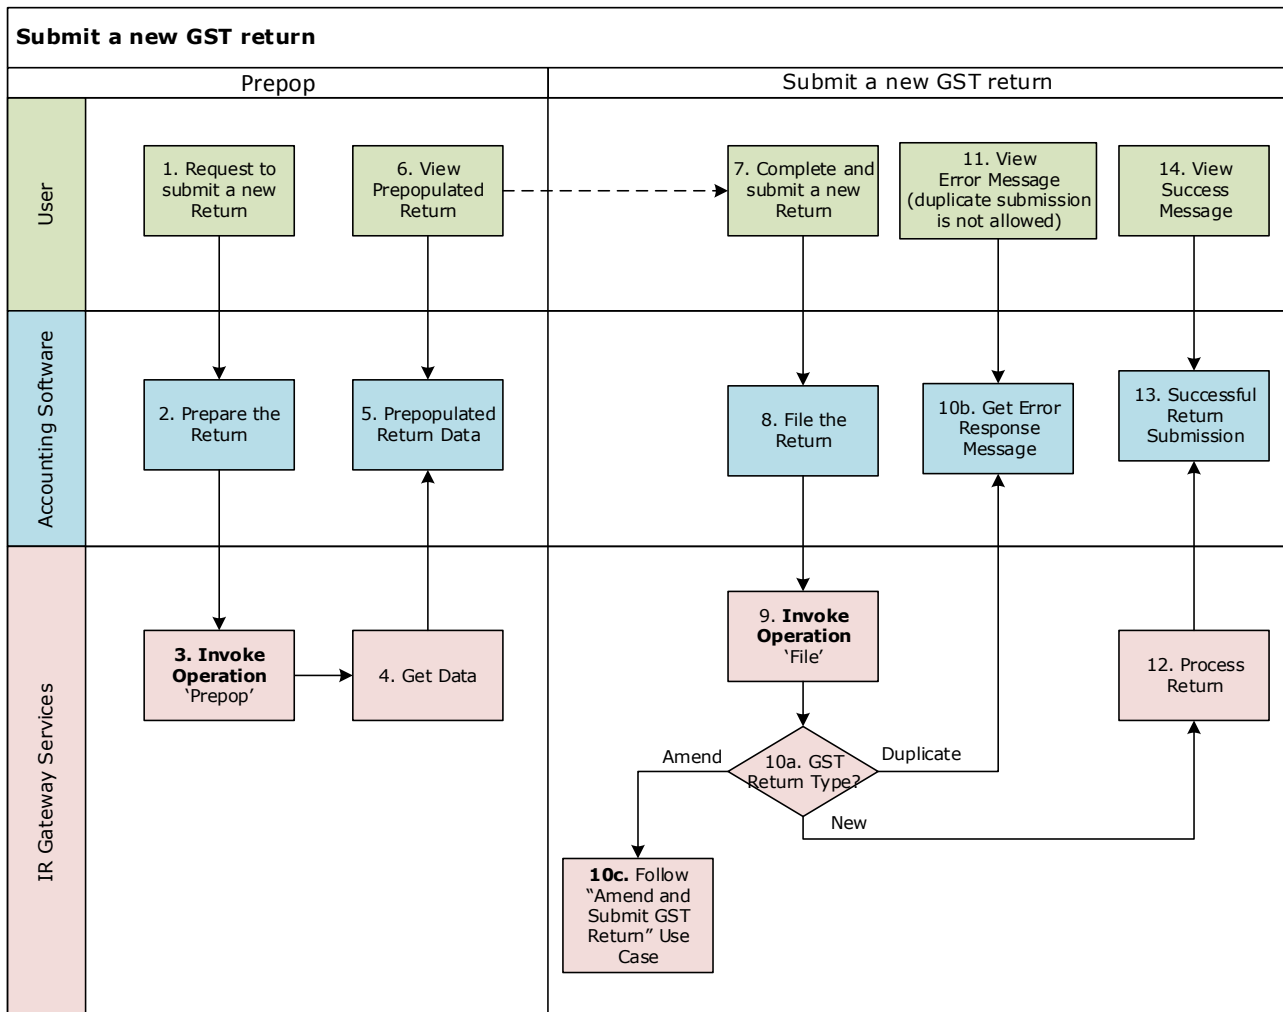 Submit a new GST return
Prepop
Submit a new GST return
User
1. Request to
submit a new
Return
6. View
Prepopulated
Return
7. Complete and
submit a new
Return
11. View
Error Message
(duplicate submission
is not allowed)
14. View
Success
Message
Accounting Software
2. Prepare the
Return
5. Prepopulated
Return Data
8. File the
Return
10b. Get Error
Response
Message
13. Successful
Return
Submission
IR Gateway Services
3. Invoke
Operation
‘Prepop’
4. Get Data
9. Invoke
Operation
‘File’
12. Process
Return
Amend
10a. GST
Return Type?
Duplicate
New
10c. Follow
“Amend and
Submit GST
Return” Use
Case